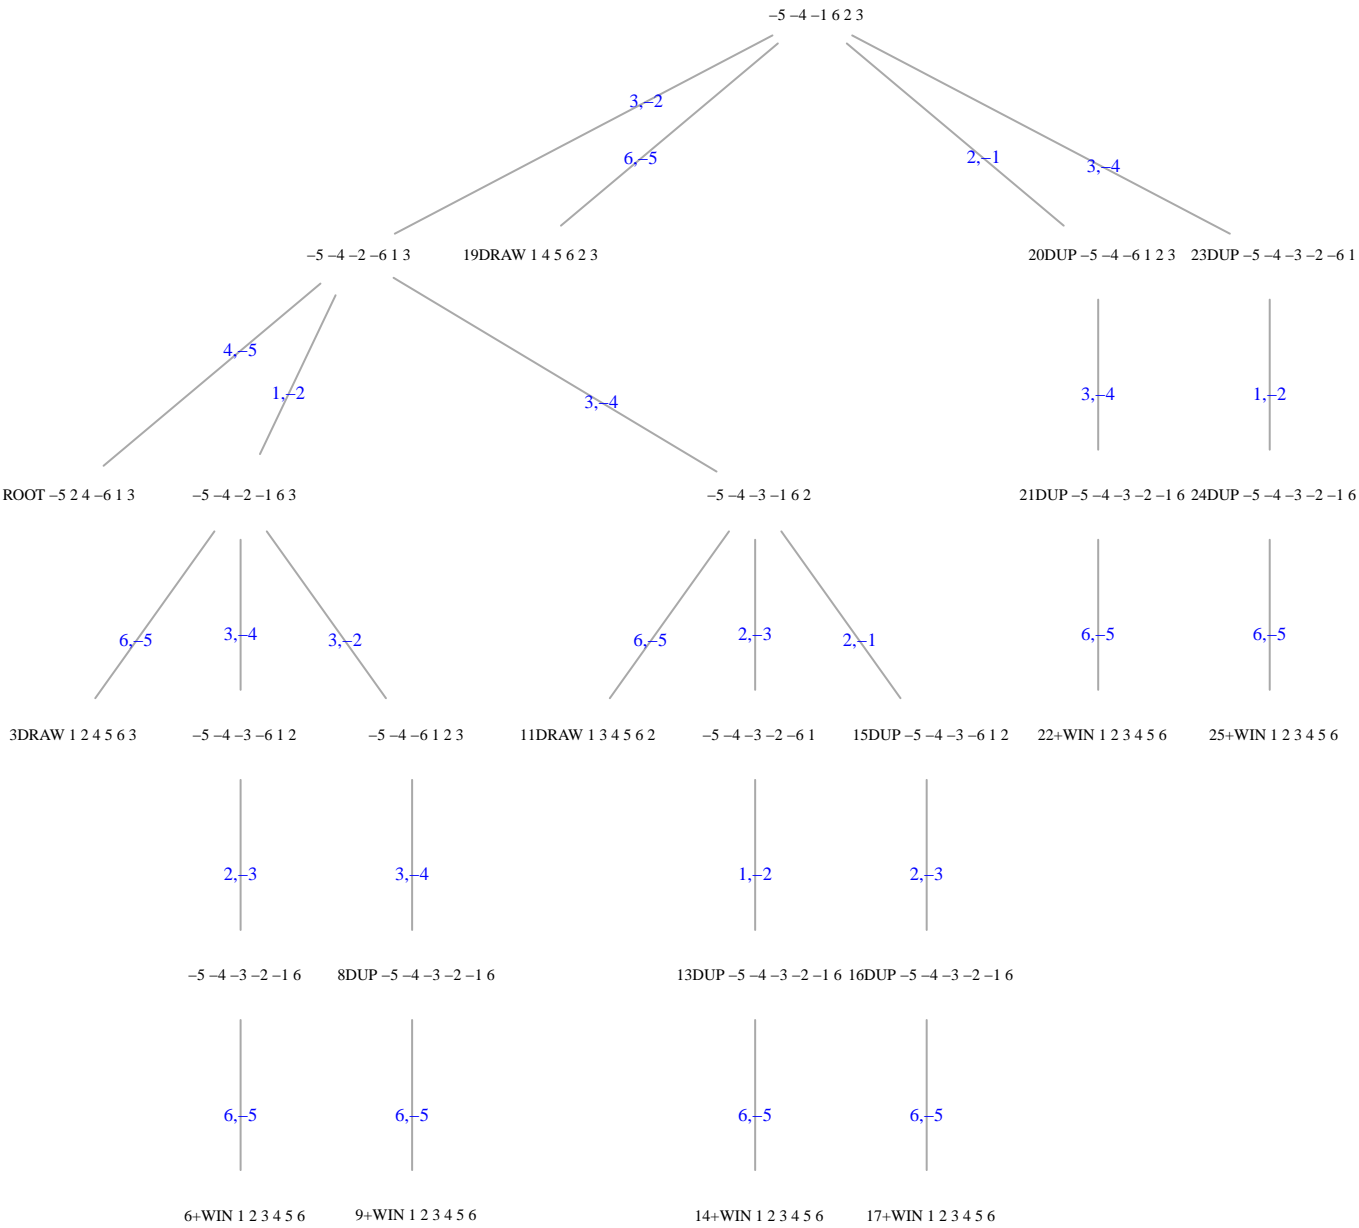 −5 −4 −1 6 2 3
3,−2
6,−5
2,−1
3,−4
−5 −4 −2 −6 1 3
19DRAW 1 4 5 6 2 3
20DUP −5 −4 −6 1 2 3
23DUP −5 −4 −3 −2 −6 1
4,−5
1,−2
3,−4
3,−4
1,−2
ROOT −5 2 4 −6 1 3
−5 −4 −2 −1 6 3
−5 −4 −3 −1 6 2
21DUP −5 −4 −3 −2 −1 6
24DUP −5 −4 −3 −2 −1 6
6,−5
3,−4
3,−2
6,−5
2,−3
2,−1
6,−5
6,−5
3DRAW 1 2 4 5 6 3
−5 −4 −3 −6 1 2
−5 −4 −6 1 2 3
11DRAW 1 3 4 5 6 2
−5 −4 −3 −2 −6 1
15DUP −5 −4 −3 −6 1 2
22+WIN 1 2 3 4 5 6
25+WIN 1 2 3 4 5 6
2,−3
3,−4
1,−2
2,−3
−5 −4 −3 −2 −1 6
8DUP −5 −4 −3 −2 −1 6
13DUP −5 −4 −3 −2 −1 6
16DUP −5 −4 −3 −2 −1 6
6,−5
6,−5
6,−5
6,−5
6+WIN 1 2 3 4 5 6
9+WIN 1 2 3 4 5 6
14+WIN 1 2 3 4 5 6
17+WIN 1 2 3 4 5 6